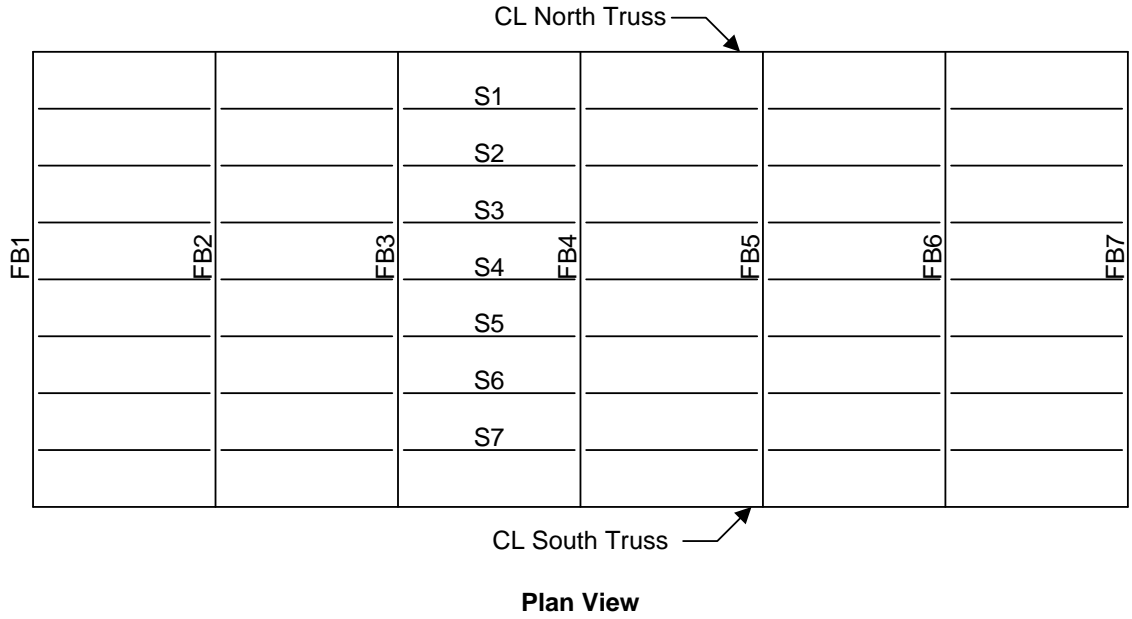 CL North Truss
S1
S2
S3
FB1
FB2
FB3
S4
FB4
FB5
FB6
FB7
S5
S6
S7
CL South Truss
Plan View